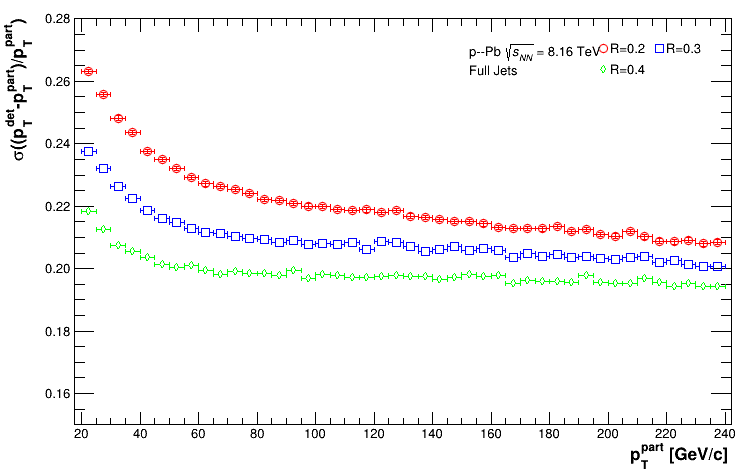 σ((p_T^det-p_T^part)/p_T^part)
0.28
0.26
0.24
0.22
0.20
0.18
0.16
p--Pb √s_NN = 8.16 TeV R=0.2 R=0.3
Full Jets R=0.4
20 40 60 80 100 120 140 160 180 200 220 240
p_T^part [GeV/c]